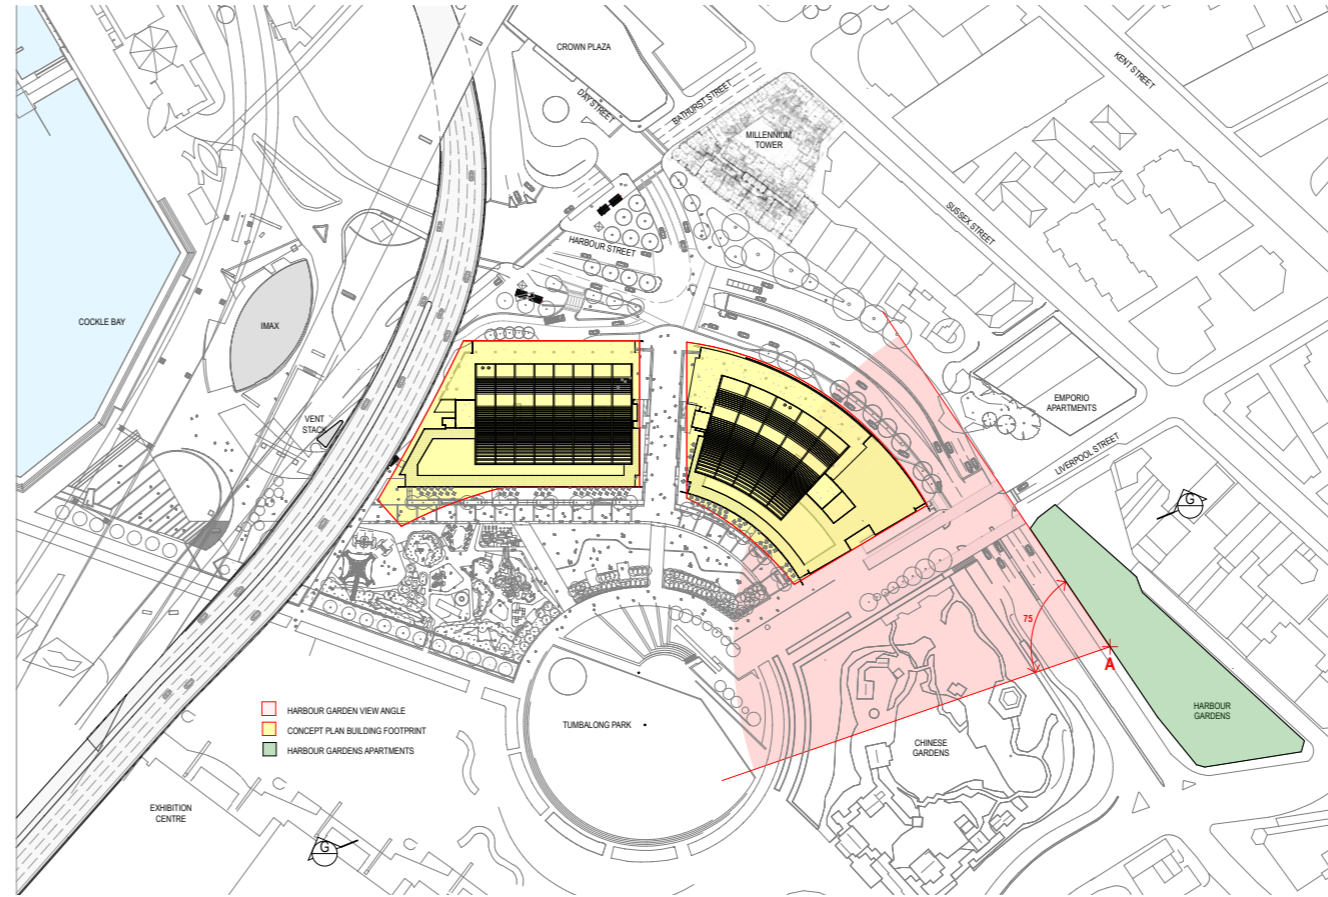 CROWN PLAZA
KENT STREET
DAY STREET
BATHURST STREET
MILLENNIUM
TOWER
SUSSEX STREET
HARBOUR STREET
COCKLE BAY
IMAX
VENT
STACK
EMPORIO
APARTMENTS
LIVERPOOL STREET
G
75
A
HARBOUR
GARDENS
HARBOUR GARDEN VIEW ANGLE
CONCEPT PLAN BUILDING FOOTPRINT
HARBOUR GARDENS APARTMENTS
TUMBALONG PARK
CHINESE
GARDENS
EXHIBITION
CENTRE
G